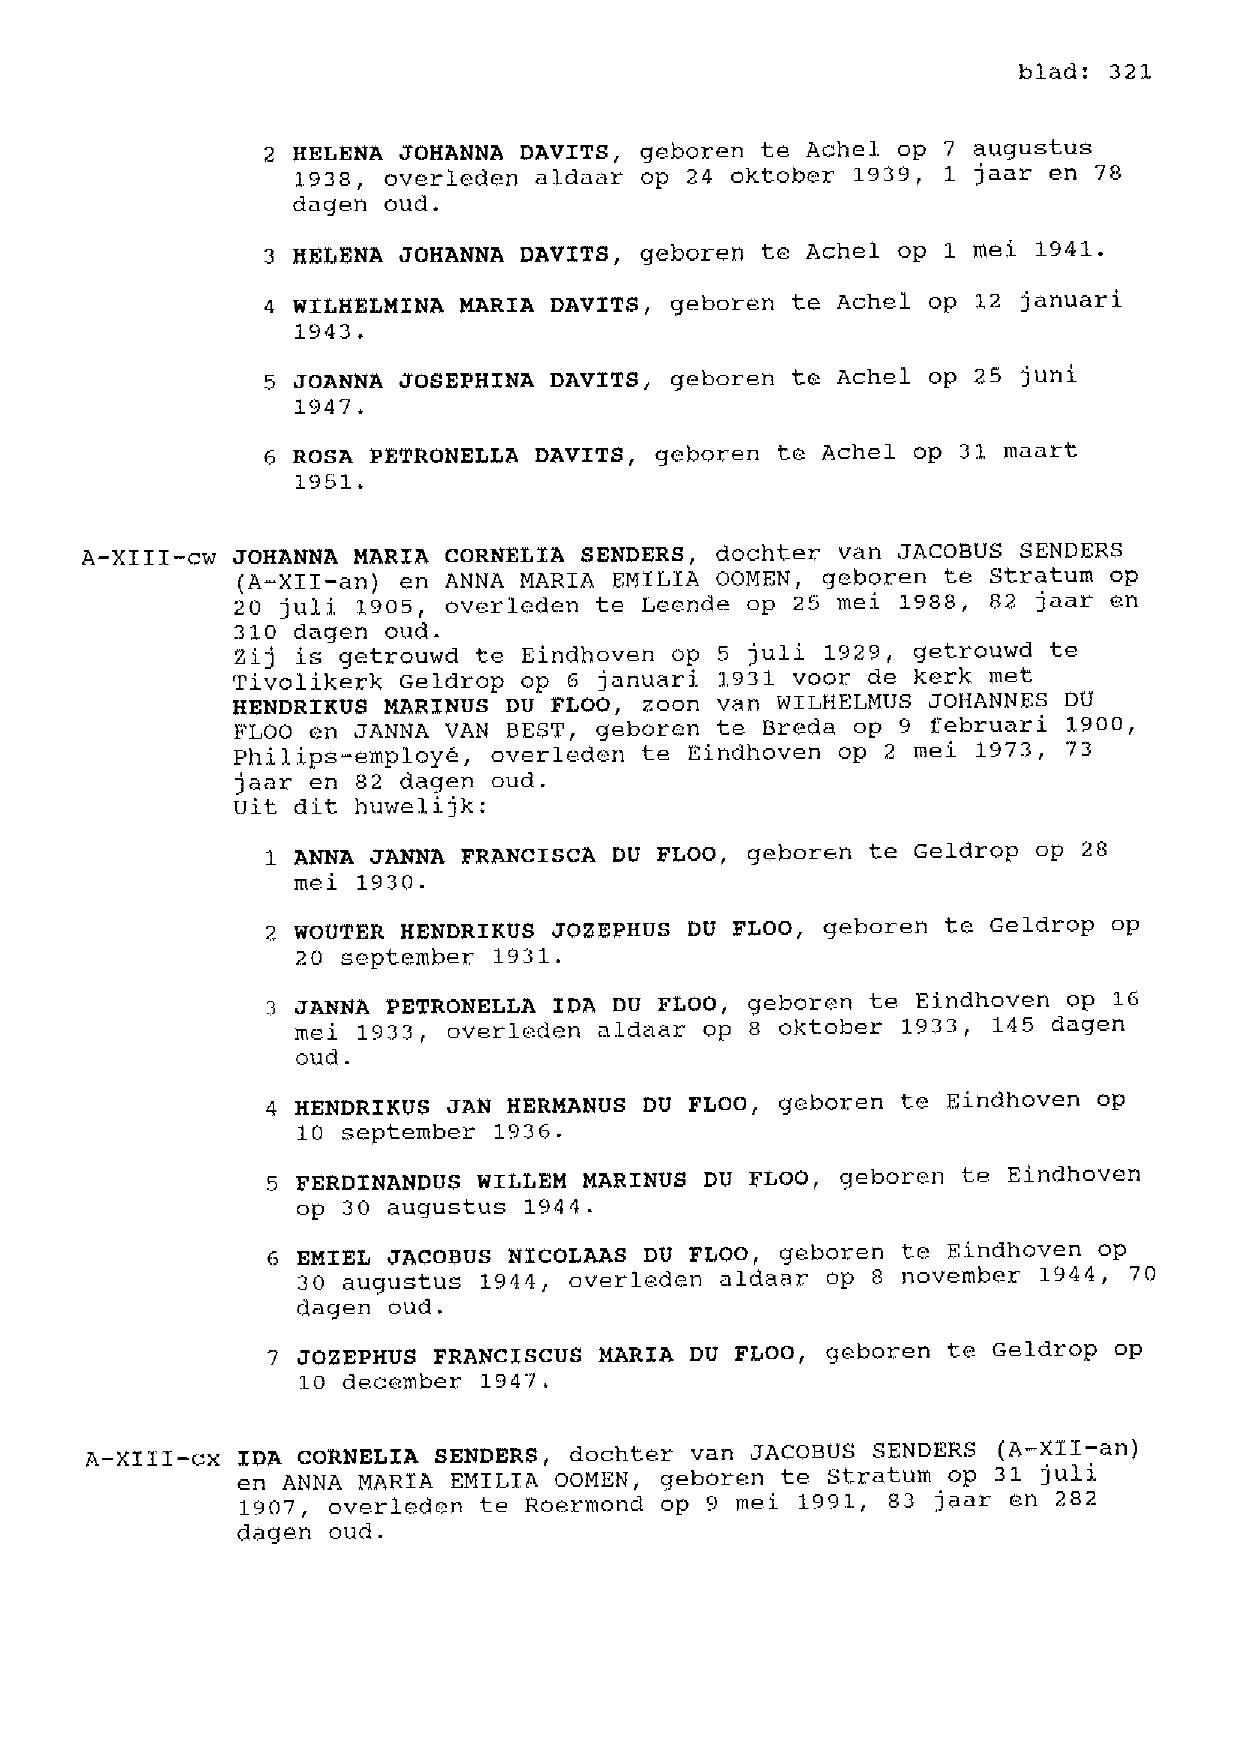 blad: 321
2 HELENA JOHANNA DAVITS, geboren te Achel op 7 augustus
1938, overleden aldaar op 24 oktober 1939, 1 jaar en 78
dagen oud.
3 HELENA JOHANNA DAVITS, geboren te Achel op 1 mei 1941.
4 WILHELMINA MARIA DAVITS, geboren te Achel op 12 januari
1943.
5 JOANNA JOSEPHINA DAVITS, geboren te Achel op 25 juni
1947.
6 ROSA PETRONELLA DAVITS, geboren te Achel op 31 maart
1951.
A-XIII-cw JOHANNA MARIA CORNELIA SENDERS, dochter van JACOBUS SENDERS
(A-XII-an) en ANNA MARIA EMILIA OOMEN, geboren te Stratum op
20 juli 1905, overleden te Leende op 25 mei 1988, 82 jaar en
310 dagen oud.
Zij is getrouwd te Eindhoven op 5 juli 1929, getrouwd te
Tivolikerk Geldrop op 6 januari 1931 voor de kerk met
HENDRIKUS MARINUS DU FLOO, zoon van WILHELMUS JOHANNES DU
FLOO en JANNA VAN BEST, geboren te Breda op 9 februari 1900,
Philips-employé, overleden te Eindhoven op 2 mei 1973, 73
jaar en 82 dagen oud.
Uit dit huwelijk:
1 ANNA JANNA FRANCISCA DU FLOO, geboren te Geldrop op 28
mei 1930.
2 WOUTER HENDRIKUS JOZEPHUS DU FLOO, geboren te Geldrop op
20 september 1931.
3 JANNA PETRONELLA IDA DU FLOO, geboren te Eindhoven op 16
mei 1933, overleden aldaar op 8 oktober 1933, 145 dagen
oud.
4 HENDRIKUS JAN HERMANUS DU FLOO, geboren te Eindhoven op
10 september 1936.
5 FERDINANDUS WILLEM MARINUS DU FLOO, geboren te Eindhoven
op 30 augustus 1944.
6 EMIEL JACOBUS NICOLAAS DU FLOO, geboren te Eindhoven op
30 augustus 1944, overleden aldaar op 8 november 1944, 70
dagen oud.
7 JOZEPHUS FRANCISCUS MARIA DU FLOO, geboren te Geldrop op
10 december 1947.
A-XIII-cx IDA CORNELIA SENDERS, dochter van JACOBUS SENDERS (A-XII-an)
en ANNA MARIA EMILIA OOMEN, geboren te Stratum op 31 juli
1907, overleden te Roermond op 9 mei 1991, 83 jaar en 282
dagen oud.